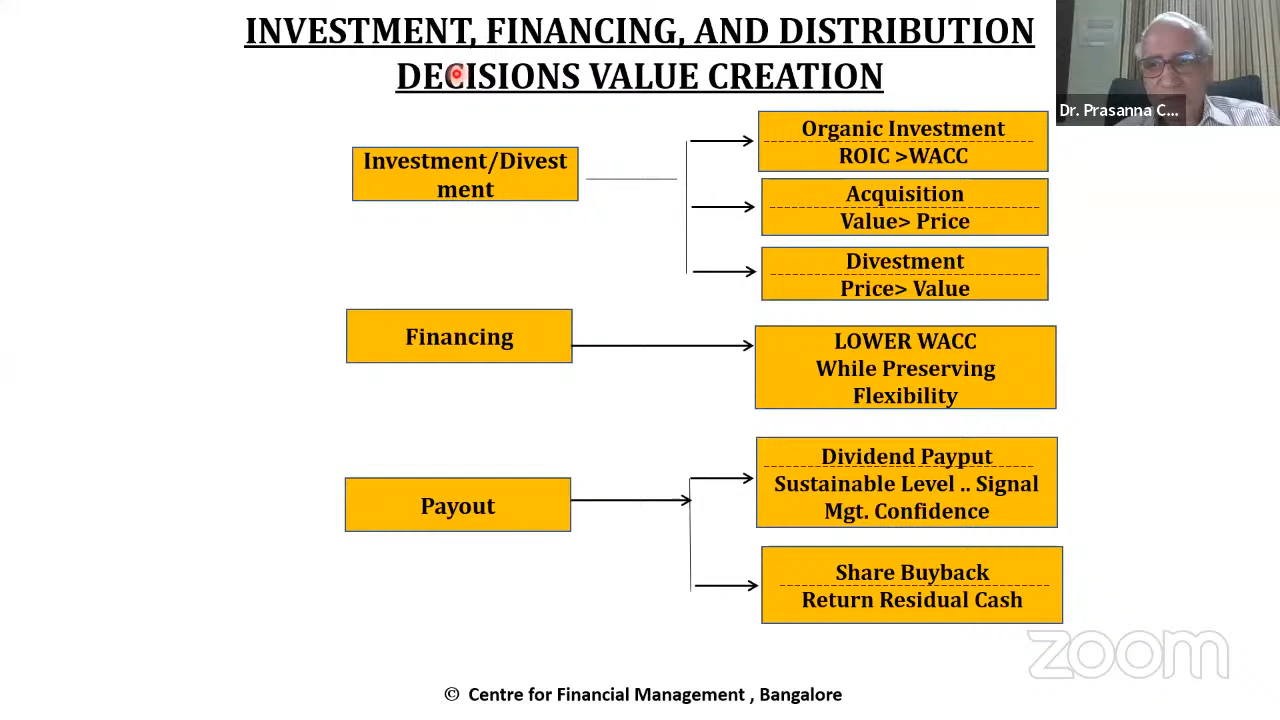 INVESTMENT, FINANCING, AND DISTRIBUTION
DECISIONS VALUE CREATION
Dr. Prasanna C...
Investment/Divest
ment
Organic Investment
ROIC >WACC
Acquisition
Value> Price
Divestment
Price> Value
Financing
LOWER WACC
While Preserving
Flexibility
Payout
Dividend Payput
Sustainable Level .. Signal
Mgt. Confidence
Share Buyback
Return Residual Cash
zoom
© Centre for Financial Management , Bangalore